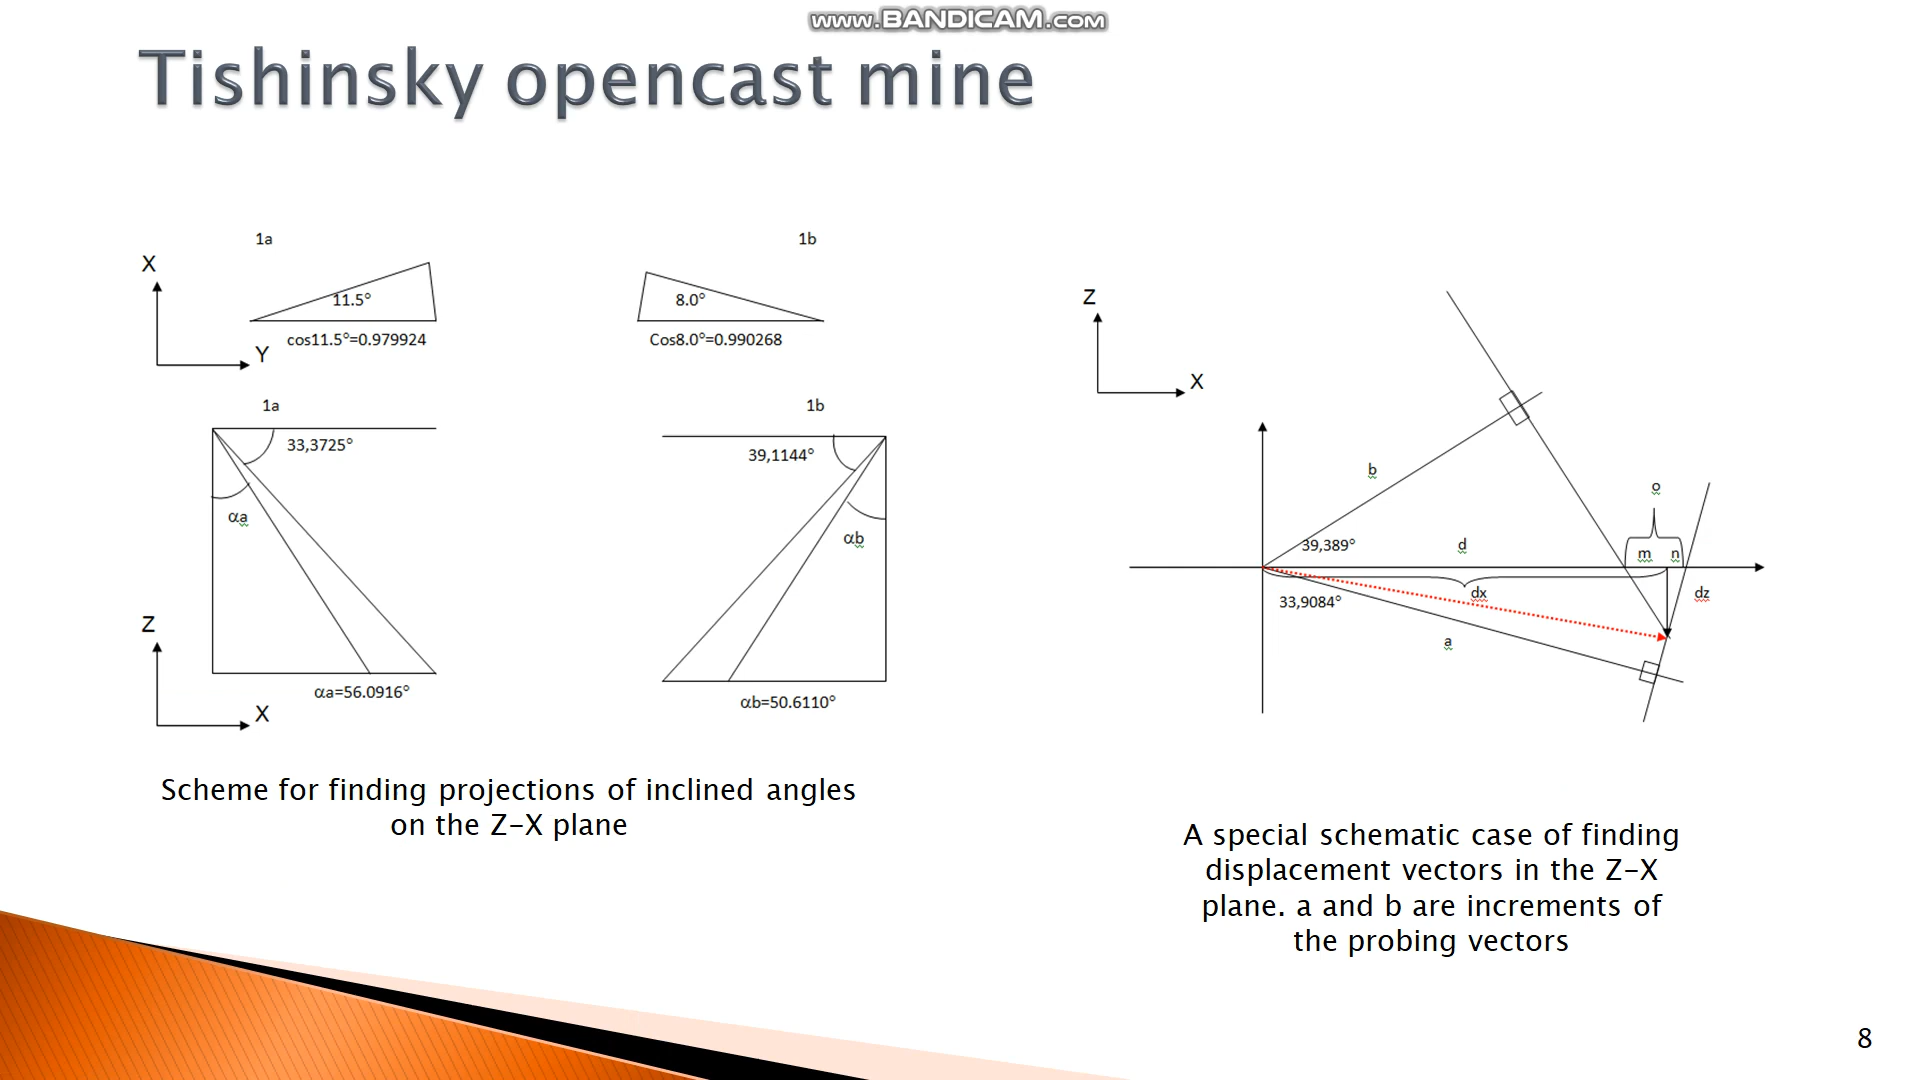 www.BANDICAM.com
Tishinsky opencast mine
1a
X
11.5°
cos11.5°=0.979924
Y
1b
8.0°
Cos8.0°=0.990268
1a
33,3725°
αa
Z
αa=56.0916°
X
1b
39,1144°
αb
αb=50.6110°
Scheme for finding projections of inclined angles
on the Z-X plane
Z
X
b
o
39,389°
d
m
n
33,9084°
dx
dz
a
A special schematic case of finding
displacement vectors in the Z-X
plane. a and b are increments of
the probing vectors
8